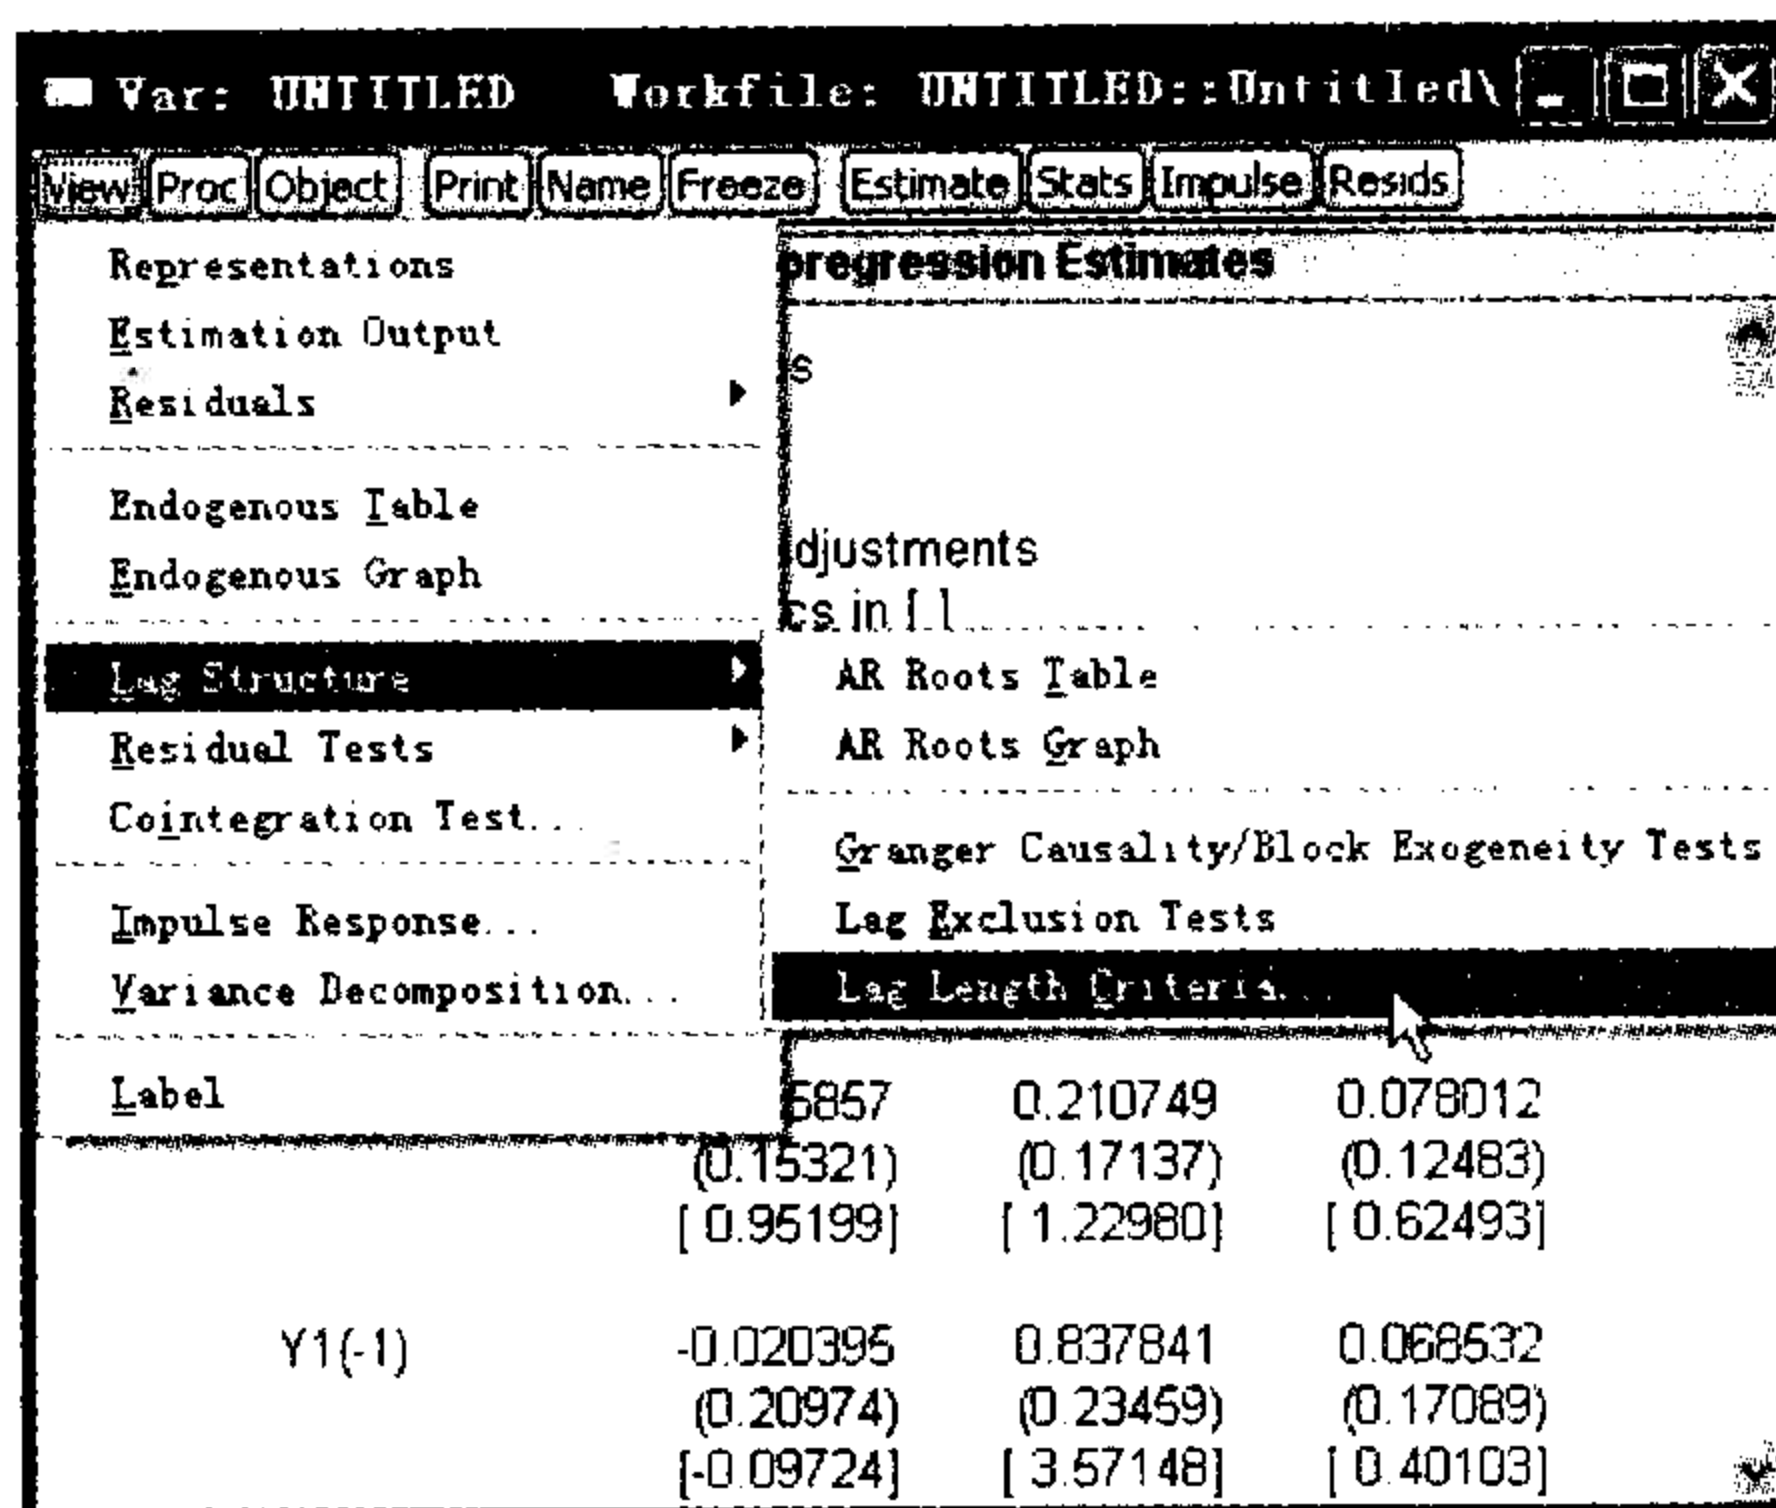 Var: UNTITLED Workfile: UNTITLED::Untitled\
View Proc Object Print Name Freeze Estimate Stats Impulse Resids
Representations
oregression Estimates
Estimation Output
s
Residuals
Endogenous Table
djustments
Endogenous Graph
cs in [ ]
Lag Structure
AR Roots Table
Residual Tests
AR Roots Graph
Cointegration Test...
Granger Causality/Block Exogeneity Tests
Impulse Response...
Lag Exclusion Tests
Variance Decomposition...
Lag Length Criteria...
Label
5857 0.210749 0.078012
(0.15321) (0.17137) (0.12483)
[ 0.95199] [ 1.22980] [ 0.62493]
Y1(-1) -0.020395 0.837841 0.068532
(0.20974) (0.23459) (0.17089)
[-0.09724] [ 3.57148] [ 0.40103]